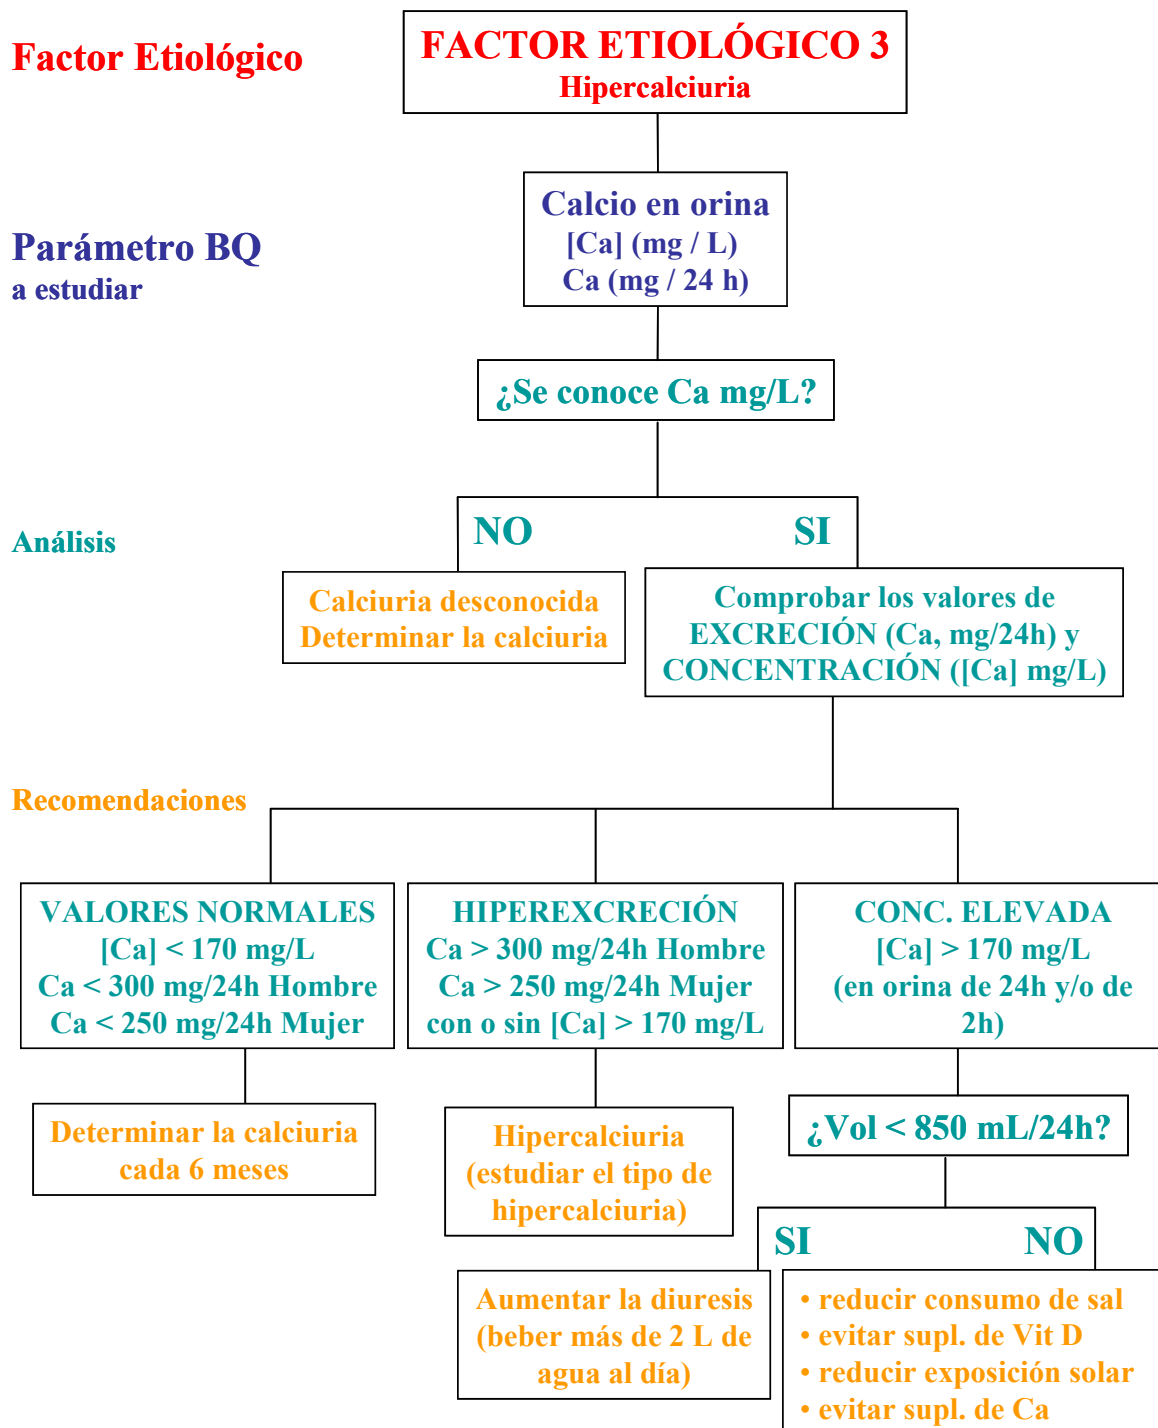 Factor Etiológico
FACTOR ETIOLÓGICO 3
Hipercalciuria
Parámetro BQ
a estudiar
Calcio en orina
[Ca] (mg / L)
Ca (mg / 24 h)
¿Se conoce Ca mg/L?
Análisis
NO
SI
Calciuria desconocida
Determinar la calciuria
Comprobar los valores de
EXCRECIÓN (Ca, mg/24h) y
CONCENTRACIÓN ([Ca] mg/L)
Recomendaciones
VALORES NORMALES
[Ca] < 170 mg/L
Ca < 300 mg/24h Hombre
Ca < 250 mg/24h Mujer
HIPEREXCRECIÓN
Ca > 300 mg/24h Hombre
Ca > 250 mg/24h Mujer
con o sin [Ca] > 170 mg/L
CONC. ELEVADA
[Ca] > 170 mg/L
(en orina de 24h y/o de
2h)
Determinar la calciuria
cada 6 meses
Hipercalciuria
(estudiar el tipo de
hipercalciuria)
¿Vol < 850 mL/24h?
SI
NO
Aumentar la diuresis
(beber más de 2 L de
agua al día)
• reducir consumo de sal
• evitar supl. de Vit D
• reducir exposición solar
• evitar supl. de Ca